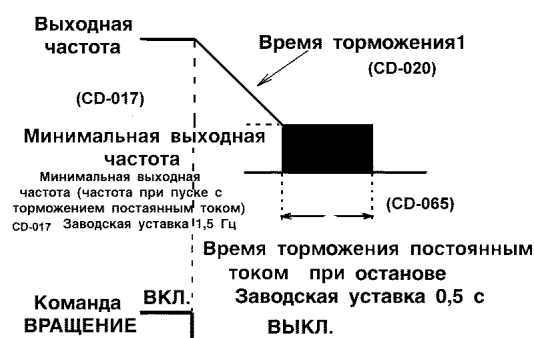 Выходная
частота
Время торможения1
(CD-020)
(CD-017)
Минимальная выходная
частота
Минимальная выходная
частота (частота при пуске с
торможением постаянным током)
CD-017 Заводская уставка 1,5 Гц
(CD-065)
Время торможения постоянным
током при останове
Заводская уставка 0,5 с
Команда ВКЛ.
ВРАЩЕНИЕ ВЫКЛ.